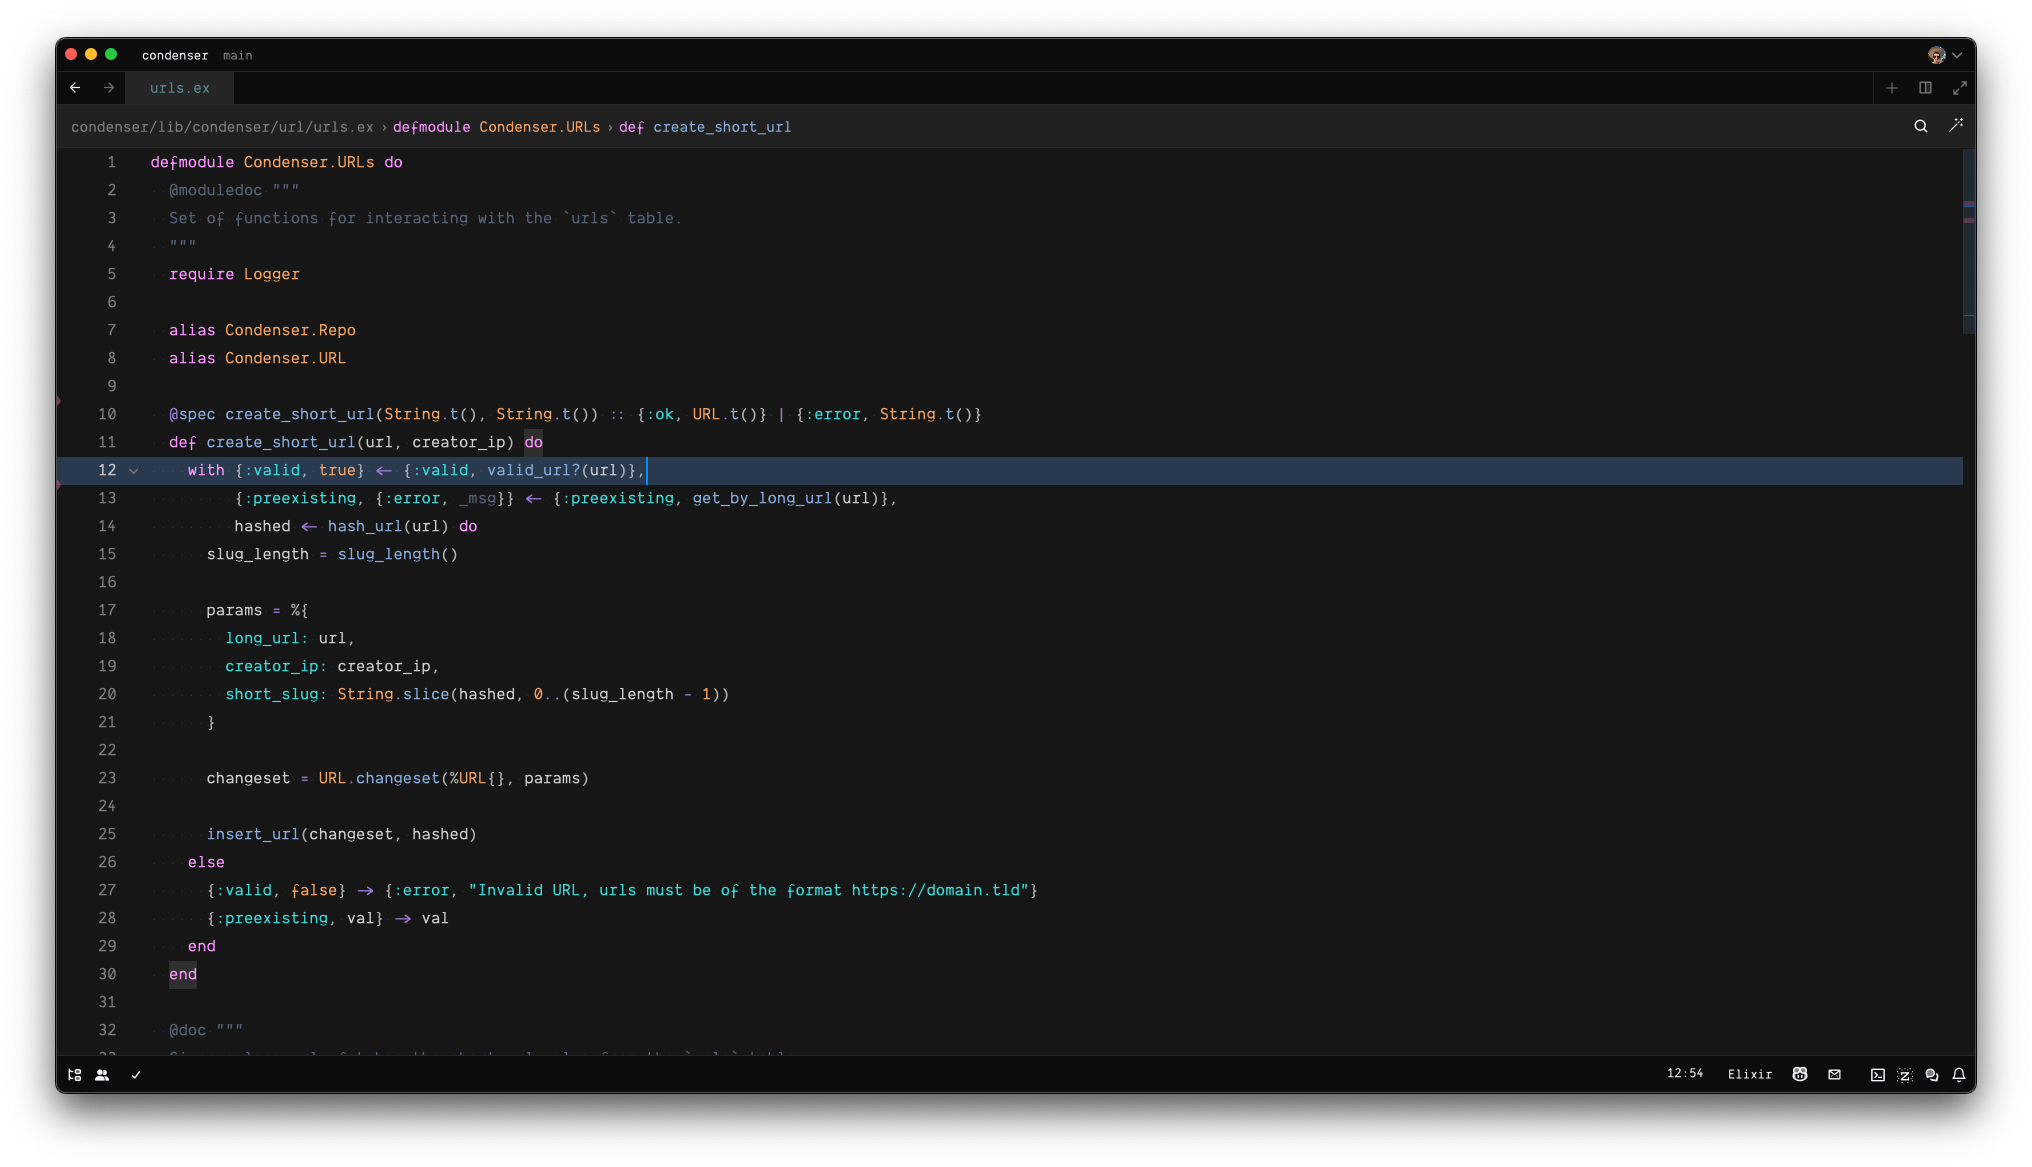 condenser main
urls.ex
condenser/lib/condenser/url/urls.ex › defmodule Condenser.URLs › def create_short_url
1 defmodule Condenser.URLs do
2 @moduledoc """
3 Set of functions for interacting with the `urls` table.
4 """
5 require Logger
6
7 alias Condenser.Repo
8 alias Condenser.URL
9
10 @spec create_short_url(String.t(), String.t()) :: {:ok, URL.t()} | {:error, String.t()}
11 def create_short_url(url, creator_ip) do
12 with {:valid, true} <- {:valid, valid_url?(url)},
13 {:preexisting, {:error, _msg}} <- {:preexisting, get_by_long_url(url)},
14 hashed <- hash_url(url) do
15 slug_length = slug_length()
16
17 params = %{
18 long_url: url,
19 creator_ip: creator_ip,
20 short_slug: String.slice(hashed, 0..(slug_length - 1))
21 }
22
23 changeset = URL.changeset(%URL{}, params)
24
25 insert_url(changeset, hashed)
26 else
27 {:valid, false} -> {:error, "Invalid URL, urls must be of the format https://domain.tld"}
28 {:preexisting, val} -> val
29 end
30 end
31
32 @doc """
12:54 Elixir